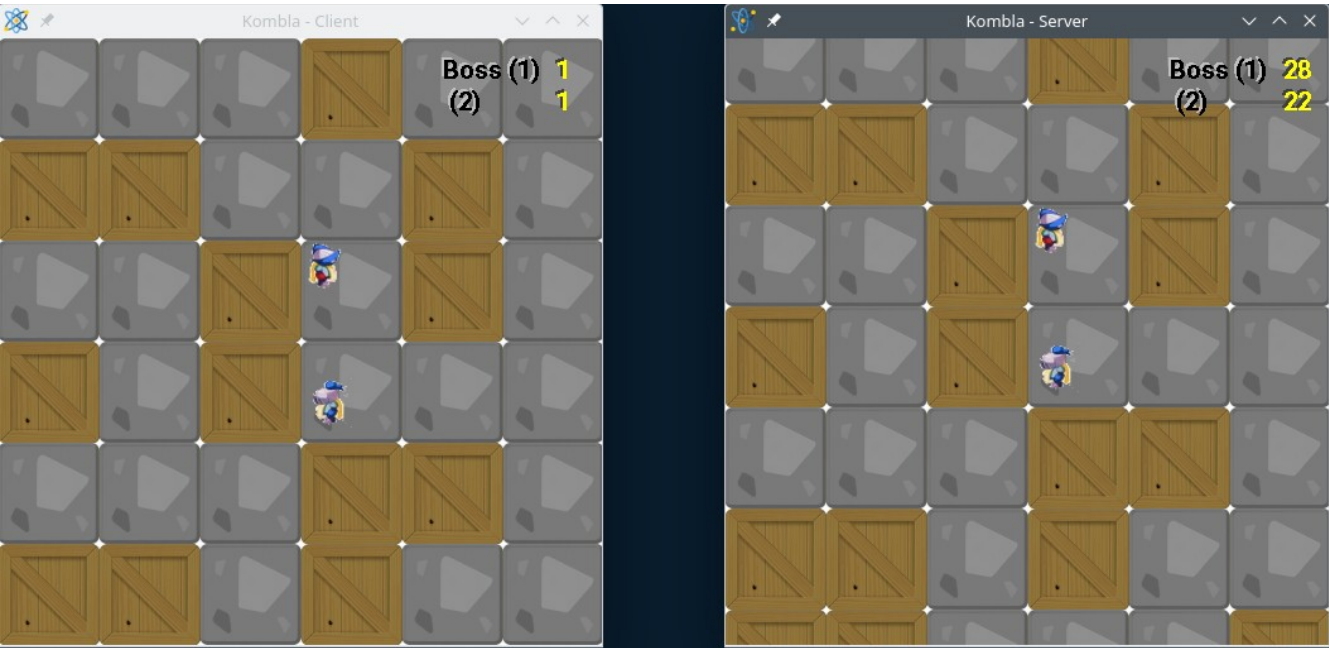 Kombla - Client
Boss (1) 1
(2) 1
Kombla - Server
Boss (1) 28
(2) 22